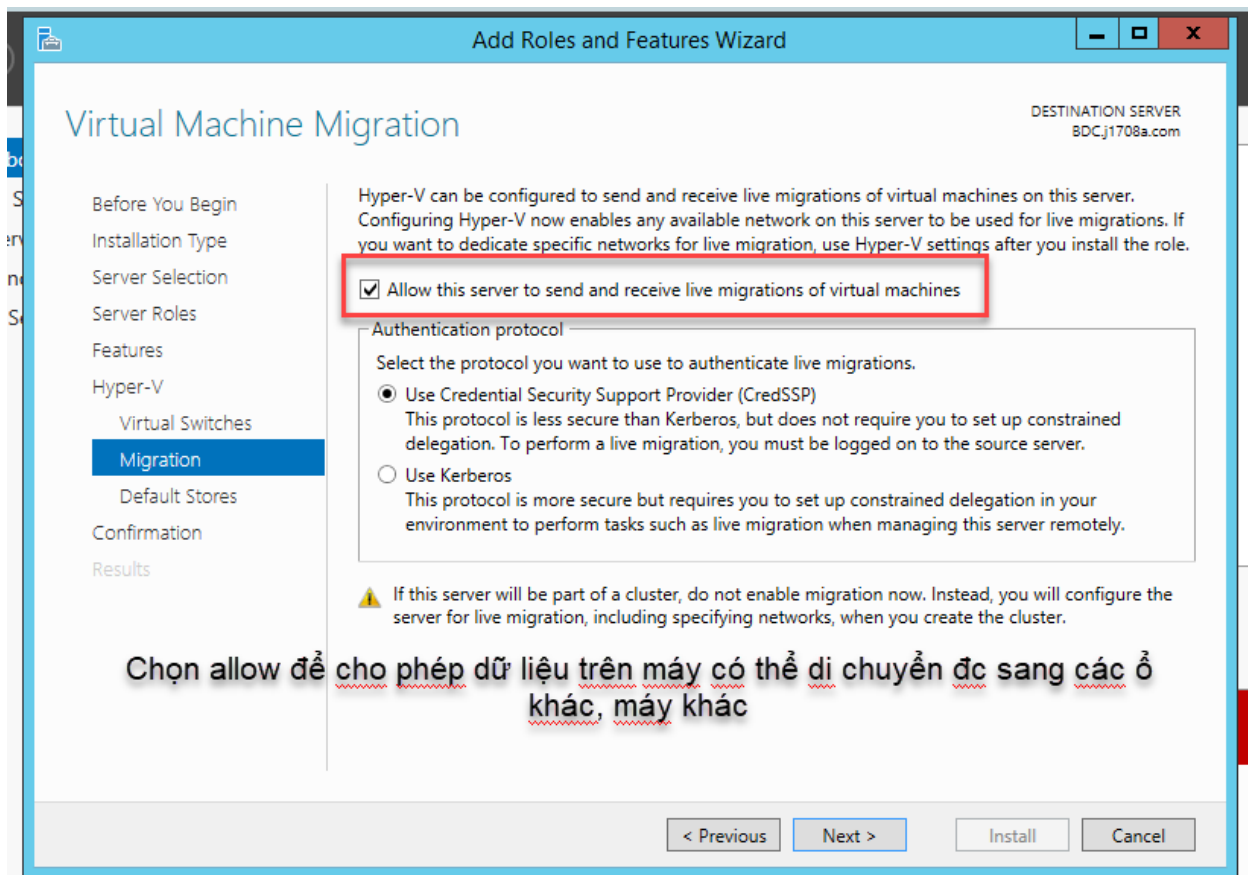 Add Roles and Features Wizard
Virtual Machine Migration
DESTINATION SERVER
BDC.j1708a.com
Before You Begin
Installation Type
Server Selection
Server Roles
Features
Hyper-V
Virtual Switches
Migration
Default Stores
Confirmation
Results
Hyper-V can be configured to send and receive live migrations of virtual machines on this server.
Configuring Hyper-V now enables any available network on this server to be used for live migrations. If
you want to dedicate specific networks for live migration, use Hyper-V settings after you install the role.
Allow this server to send and receive live migrations of virtual machines
Authentication protocol
Select the protocol you want to use to authenticate live migrations.
Use Credential Security Support Provider (CredSSP)
This protocol is less secure than Kerberos, but does not require you to set up constrained
delegation. To perform a live migration, you must be logged on to the source server.
Use Kerberos
This protocol is more secure but requires you to set up constrained delegation in your
environment to perform tasks such as live migration when managing this server remotely.
If this server will be part of a cluster, do not enable migration now. Instead, you will configure the
server for live migration, including specifying networks, when you create the cluster.
Chọn allow để cho phép dữ liệu trên máy có thể di chuyển đc sang các ổ
khác, máy khác
< Previous
Next >
Install
Cancel